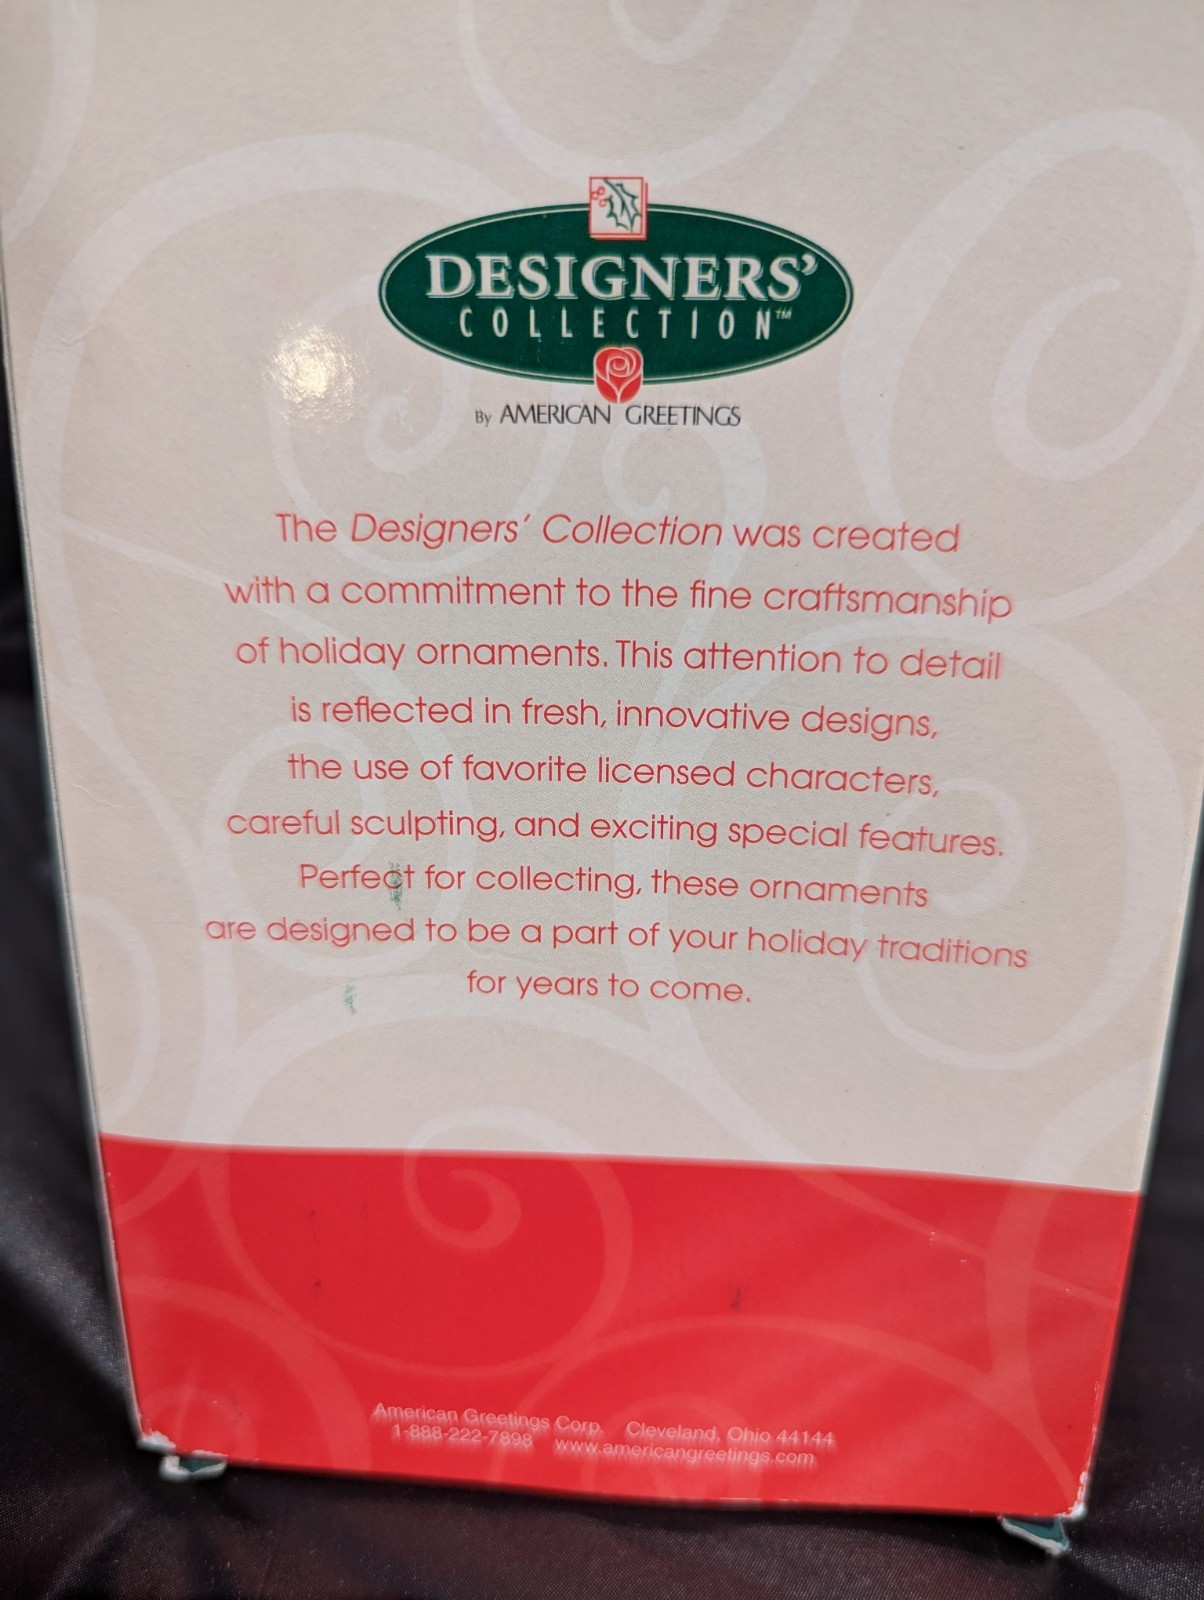 DESIGNERS'
COLLECTION™
By AMERICAN GREETINGS
The Designers' Collection was created
with a commitment to the fine craftsmanship
of holiday ornaments. This attention to detail
is reflected in fresh, innovative designs,
the use of favorite licensed characters,
careful sculpting, and exciting special features.
Perfect for collecting, these ornaments
are designed to be a part of your holiday traditions
for years to come.
American Greetings Corp. Cleveland, Ohio 44144
1-888-222-7898 www.americangreetings.com